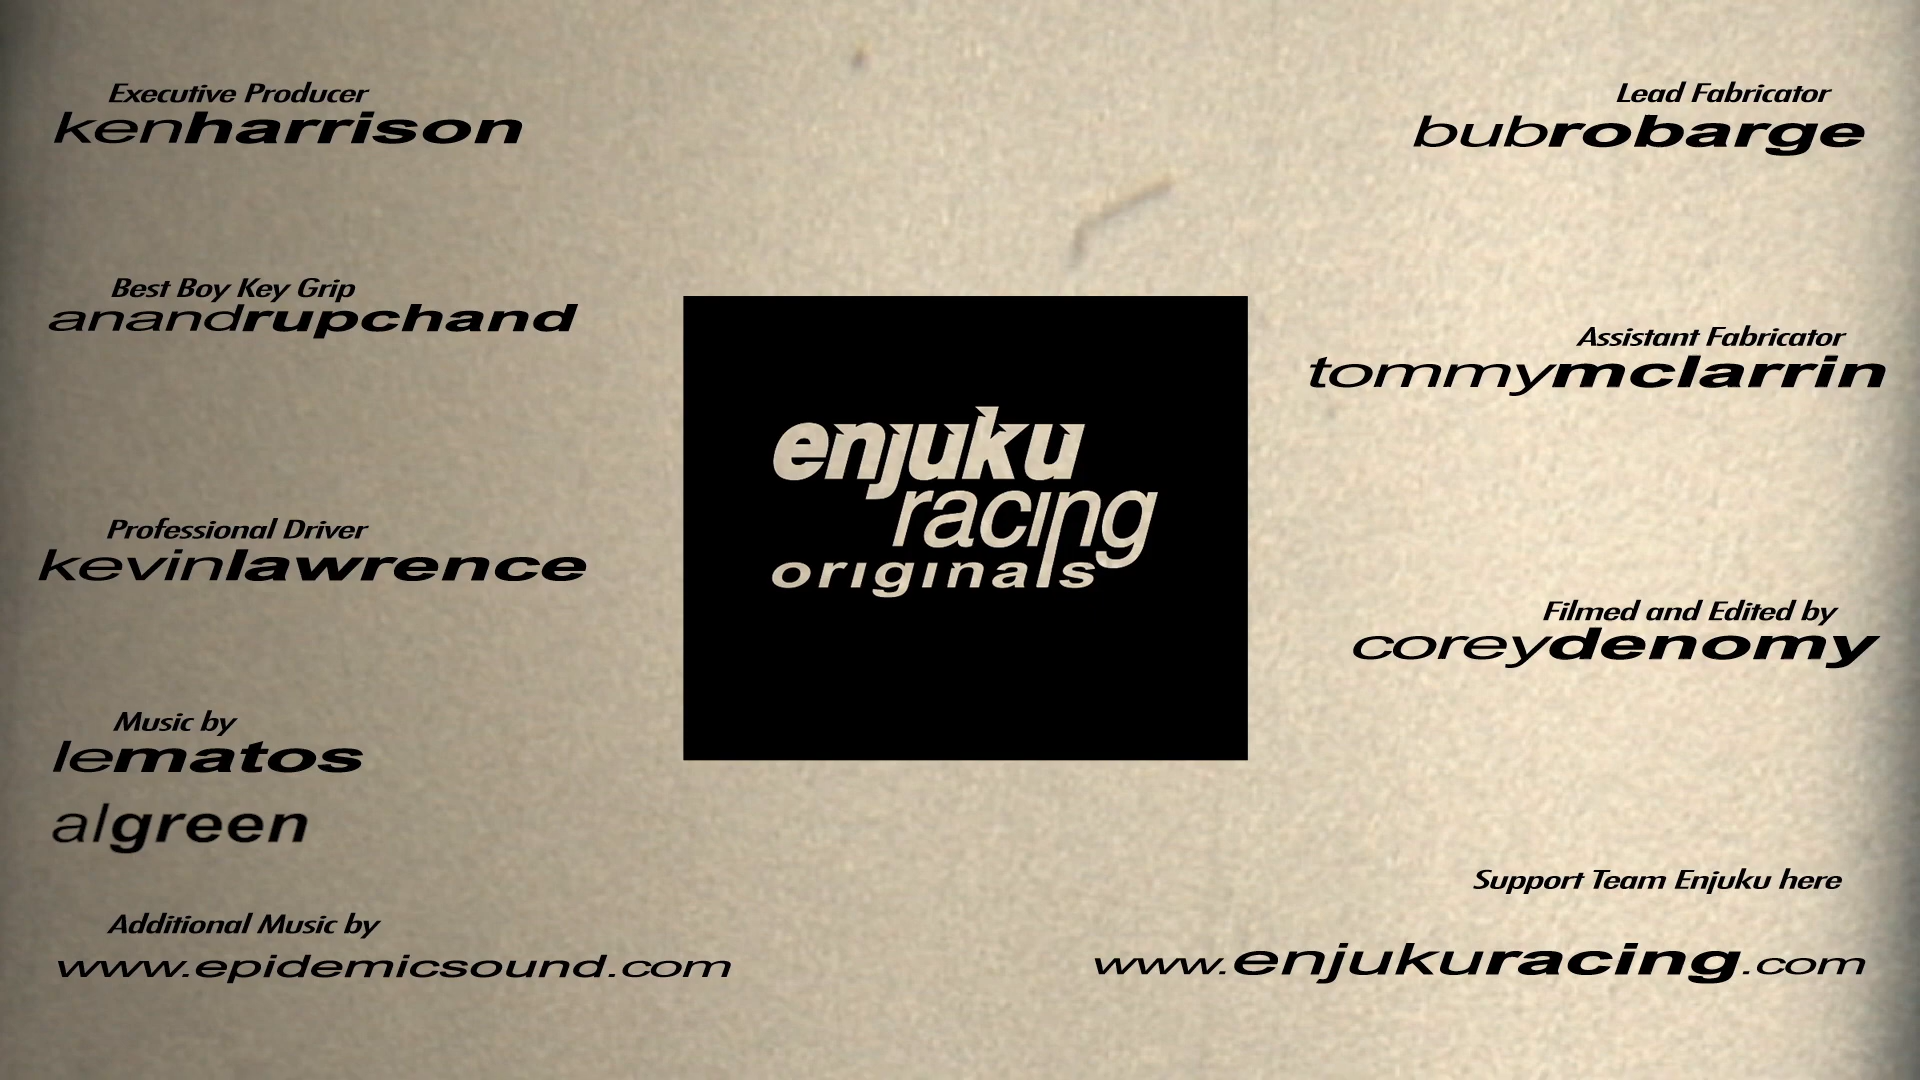 Executive Producer
kenharrison
Best Boy Key Grip
anandrupchand
Professional Driver
kevinlawrence
Music by
lematos
algreen
Additional Music by
www.epidemicsound.com
enjuku
racing
originals
Lead Fabricator
bubrobarge
Assistant Fabricator
tommymclarrin
Filmed and Edited by
coreydenomy
Support Team Enjuku here
www.enjukuracing.com